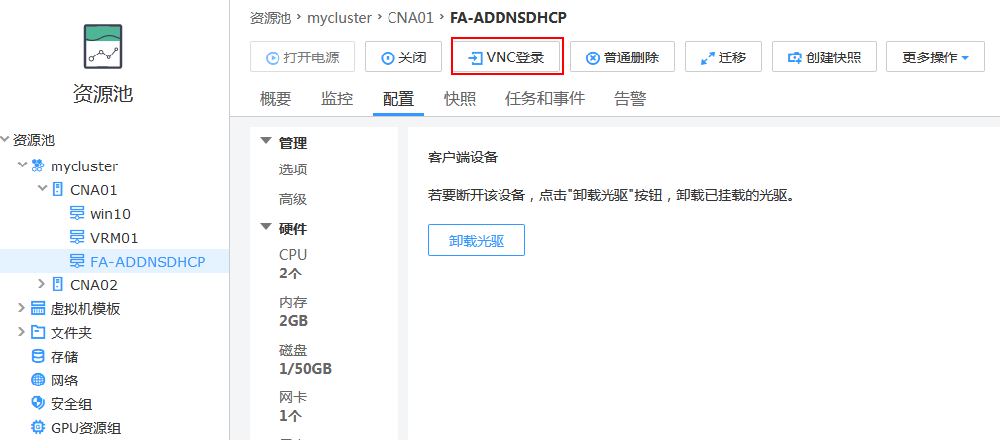 资源池
资源池
mycluster
CNA01
win10
VRM01
FA-ADDNSDHCP
CNA02
虚拟机模板
文件夹
存储
网络
安全组
GPU资源组
资源池 › mycluster › CNA01 › FA-ADDNSDHCP
打开电源 关闭 VNC登录 普通删除 迁移 创建快照 更多操作
概要 监控 配置 快照 任务和事件 告警
管理
选项
高级
硬件
CPU
2个
内存
2GB
磁盘
1/50GB
网卡
1个
客户端设备
若要断开该设备，点击"卸载光驱"按钮，卸载已挂载的光驱。
卸载光驱